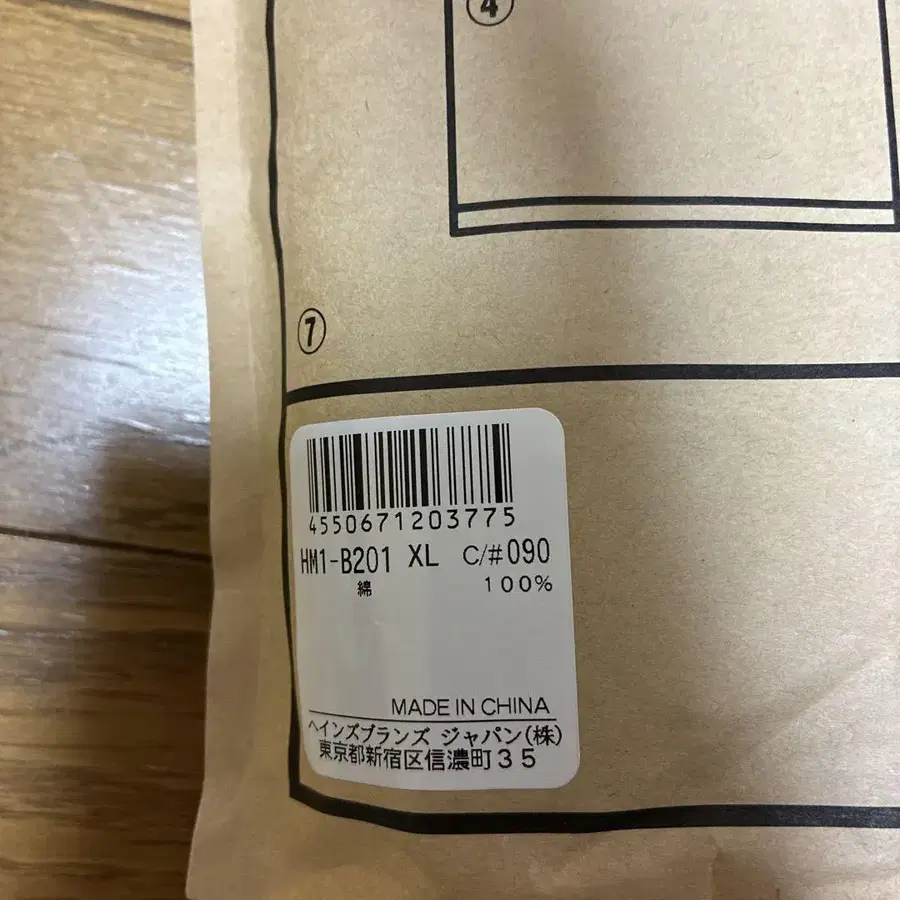 ④
⑦
4550671203775
HM1-B201 XL C/#090
綿 100%
MADE IN CHINA
ヘインズブランズ ジャパン(株)
東京都新宿区信濃町35